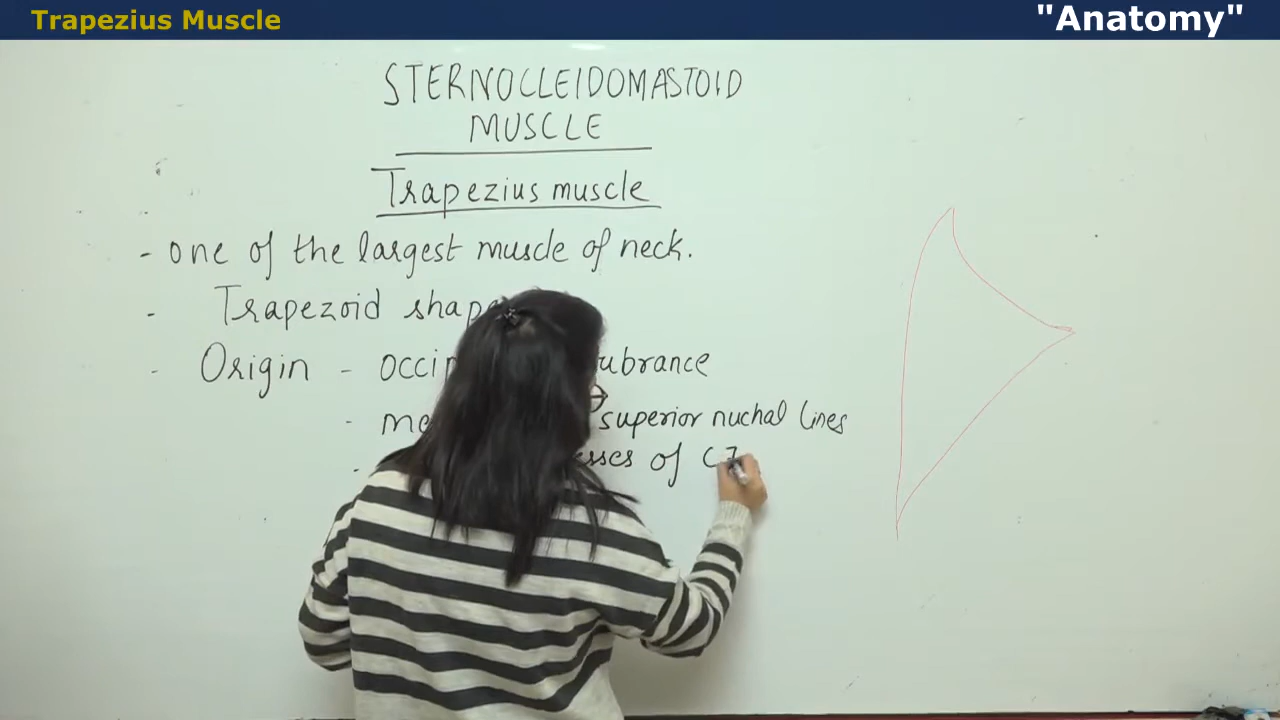 Trapezius Muscle
"Anatomy"
STERNOCLEIDOMASTOID
MUSCLE
Trapezius muscle
- one of the largest muscle of neck.
- Trapezoid shap
- Origin - occip ubrance
- me superior nuchal lines
- esses of C7